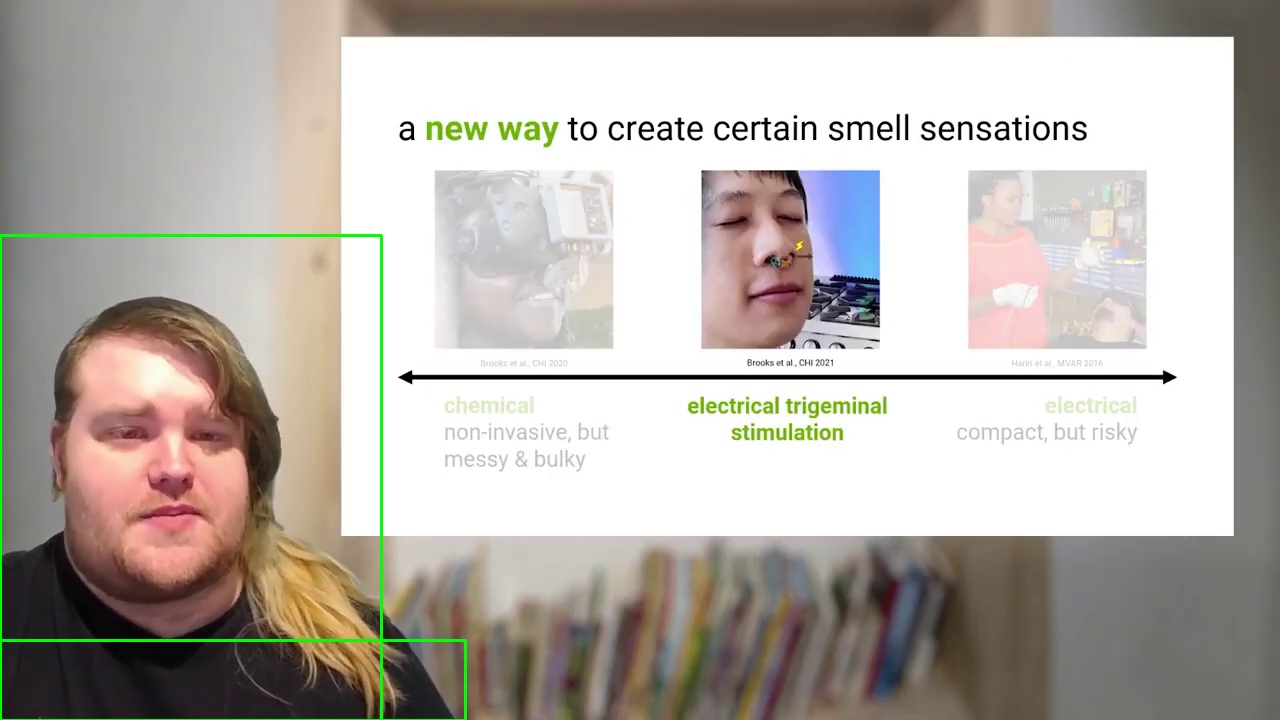 a new way to create certain smell sensations
Brooks et al., CHI 2020
Brooks et al., CHI 2021
Hariri et al., MVAR 2016
chemical
non-invasive, but
messy & bulky
electrical trigeminal
stimulation
electrical
compact, but risky